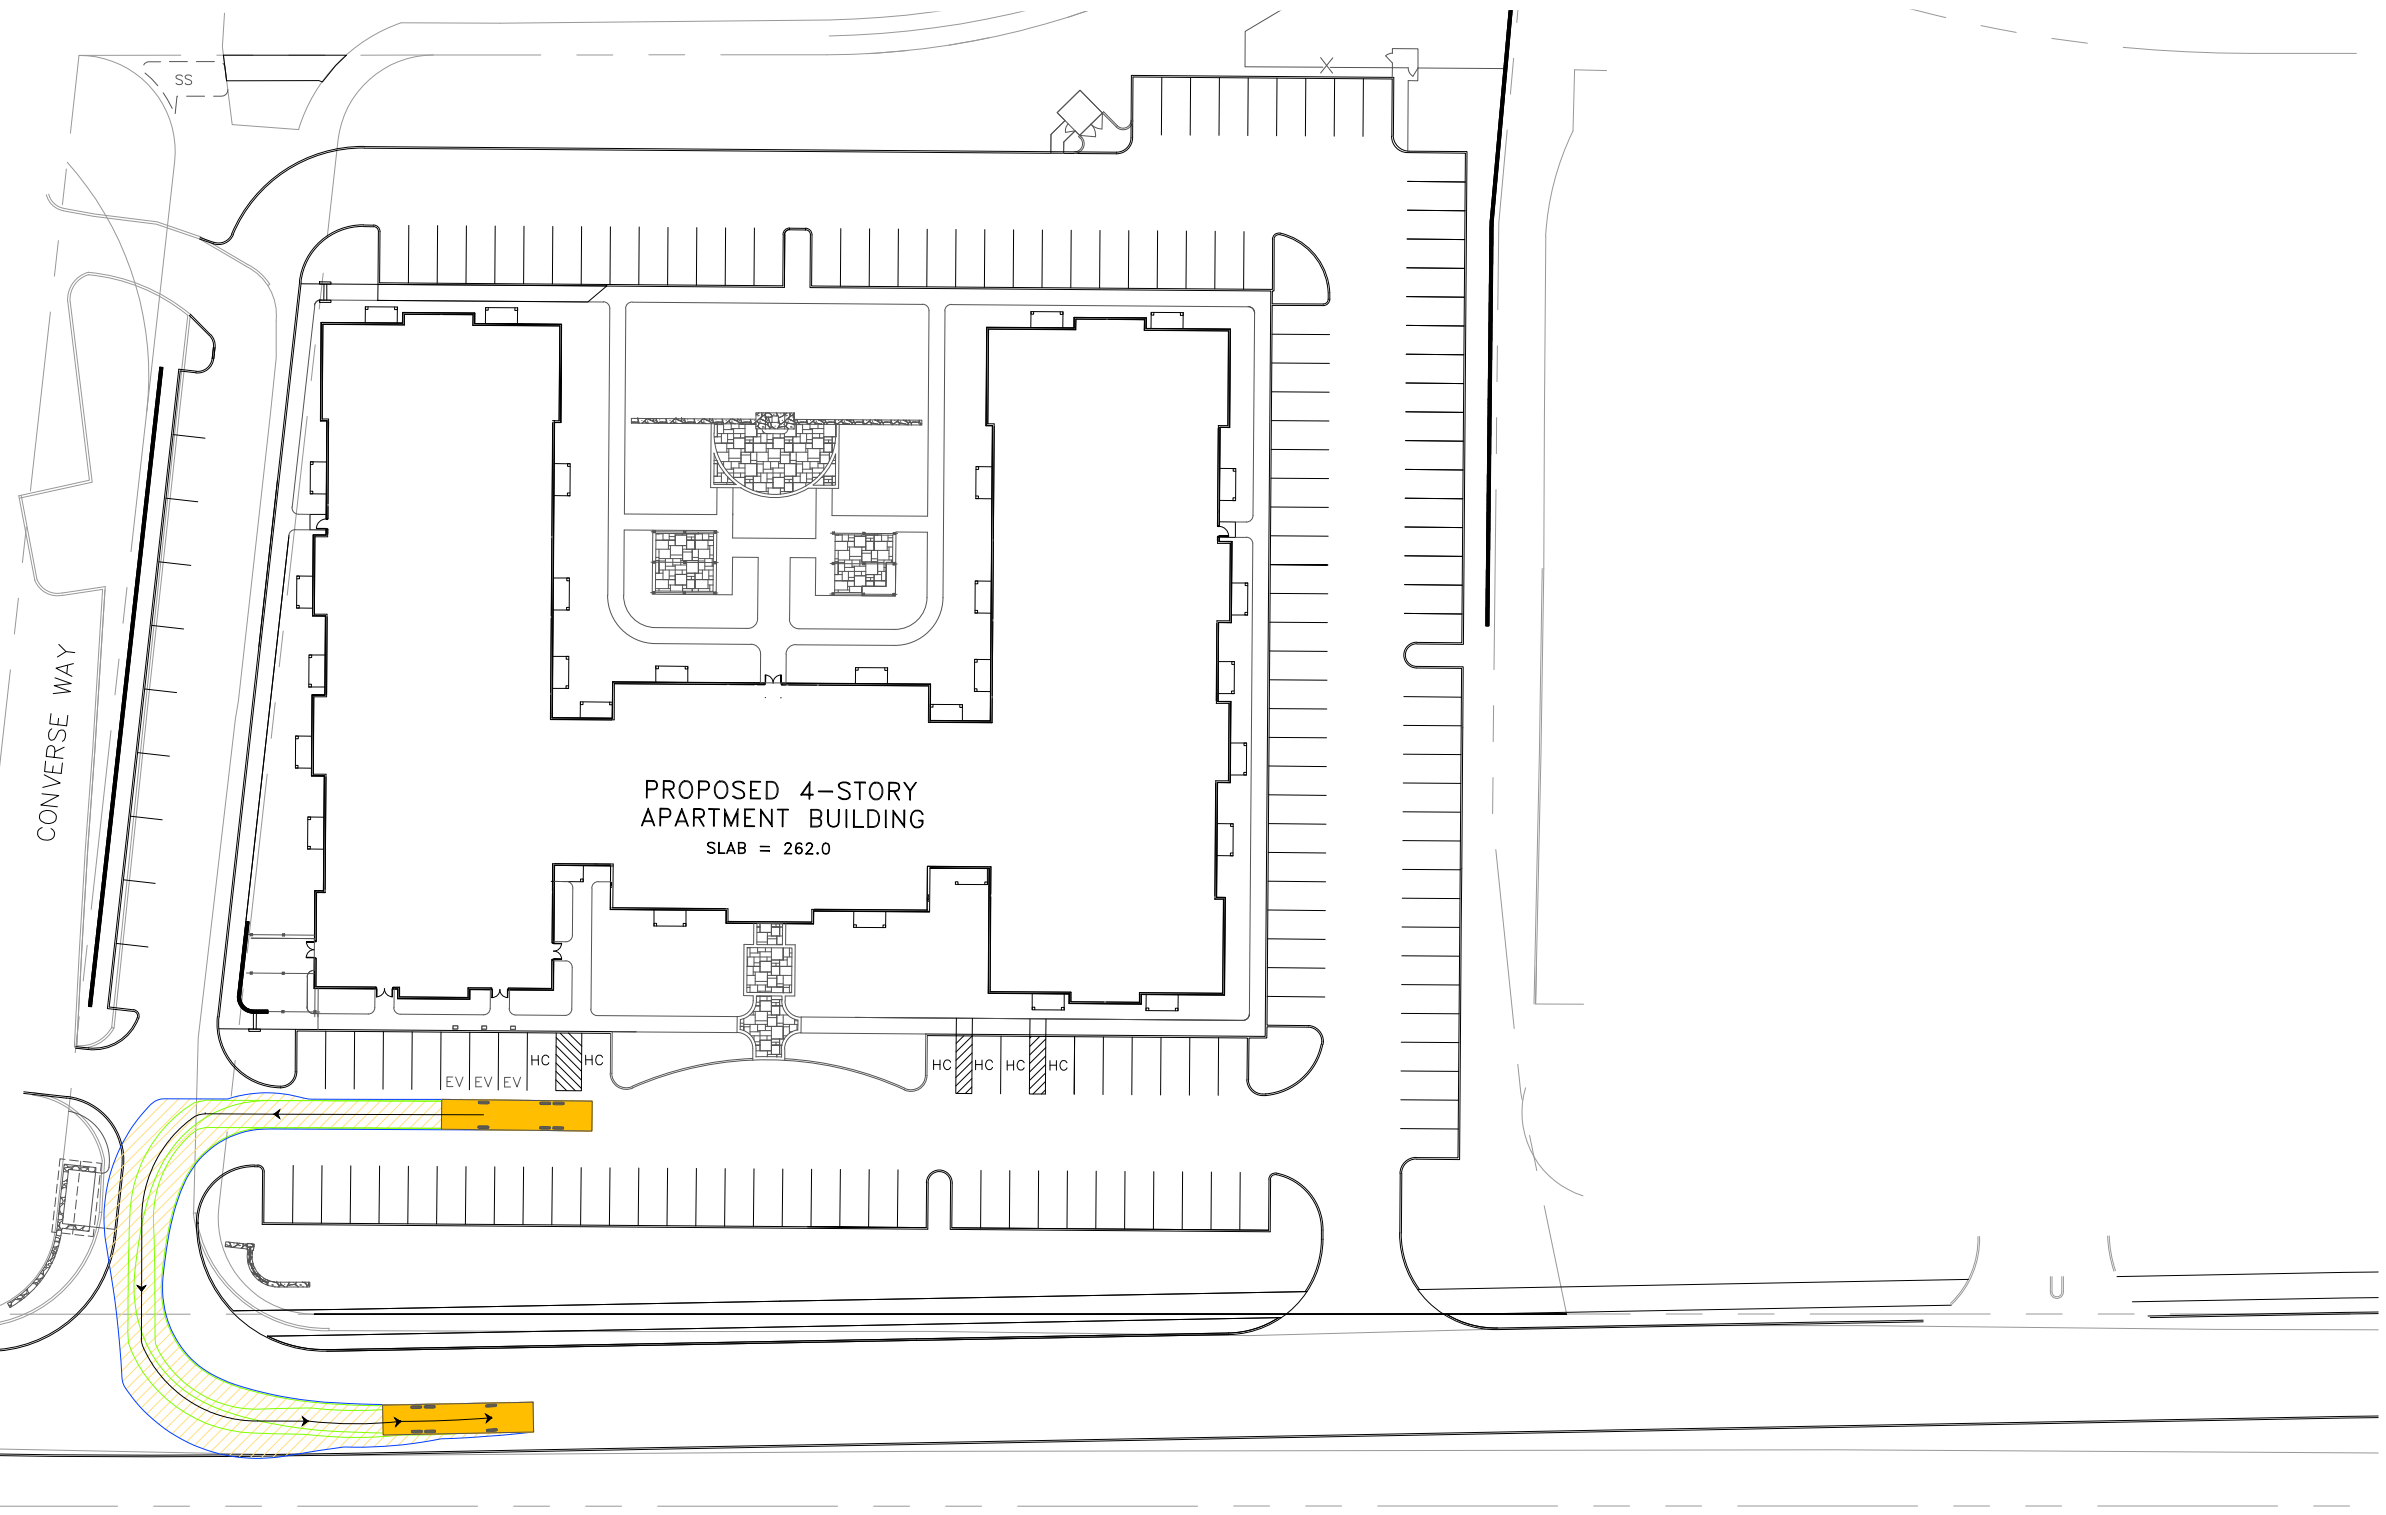 SS
CONVERSE WAY
PROPOSED 4-STORY
APARTMENT BUILDING
SLAB = 262.0
HC
HC
HC
HC
HC
HC
EV
EV
EV